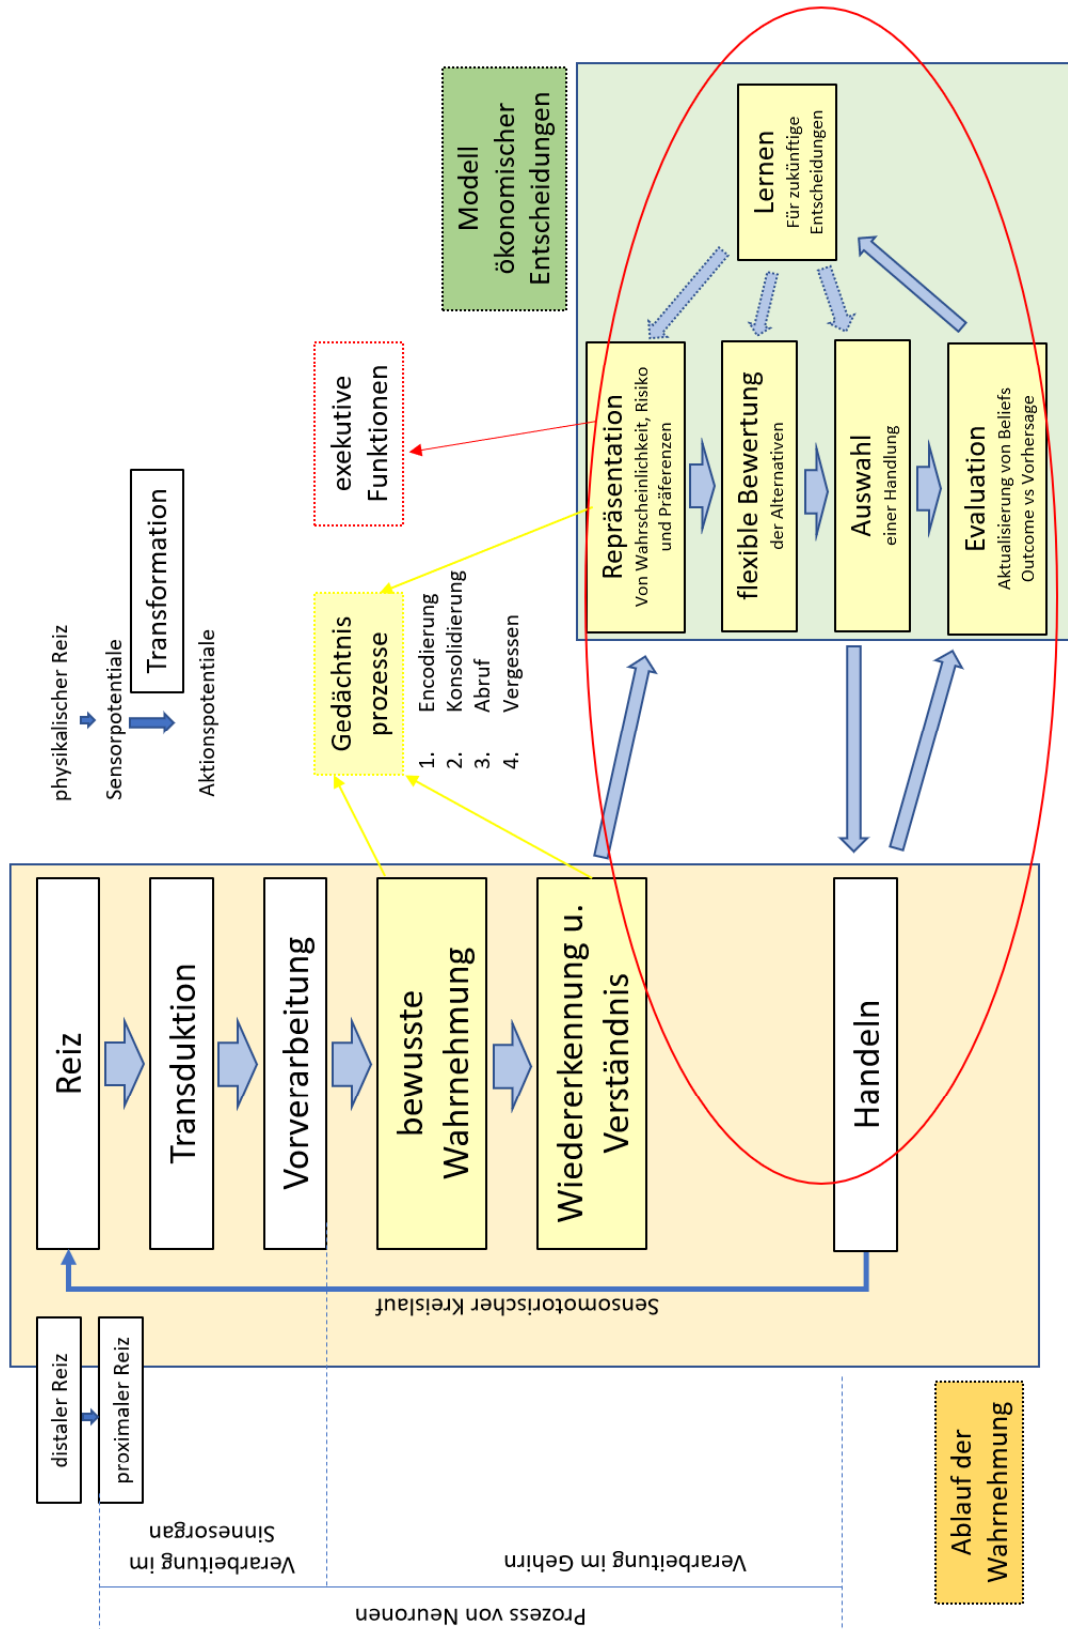 distaler Reiz
proximaler Reiz
Prozess von Neuronen
Verarbeitung im
Sinnesorgan
Verarbeitung im Gehirn
Ablauf der
Wahrnehmung
Sensomotorischer Kreislauf
Reiz
Transduktion
Vorverarbeitung
bewusste
Wahrnehmung
Wiedererkennung u.
Verständnis
Handeln
physikalischer Reiz
Sensorpotentiale
Transformation
Aktionspotentiale
Gedächtnis
prozesse
1. Encodierung
2. Konsolidierung
3. Abruf
4. Vergessen
exekutive
Funktionen
Modell
ökonomischer
Entscheidungen
Repräsentation
Von Wahrscheinlichkeit, Risiko
und Präferenzen
flexible Bewertung
der Alternativen
Auswahl
einer Handlung
Evaluation
Aktualisierung von Beliefs
Outcome vs Vorhersage
Lernen
Für zukünftige
Entscheidungen